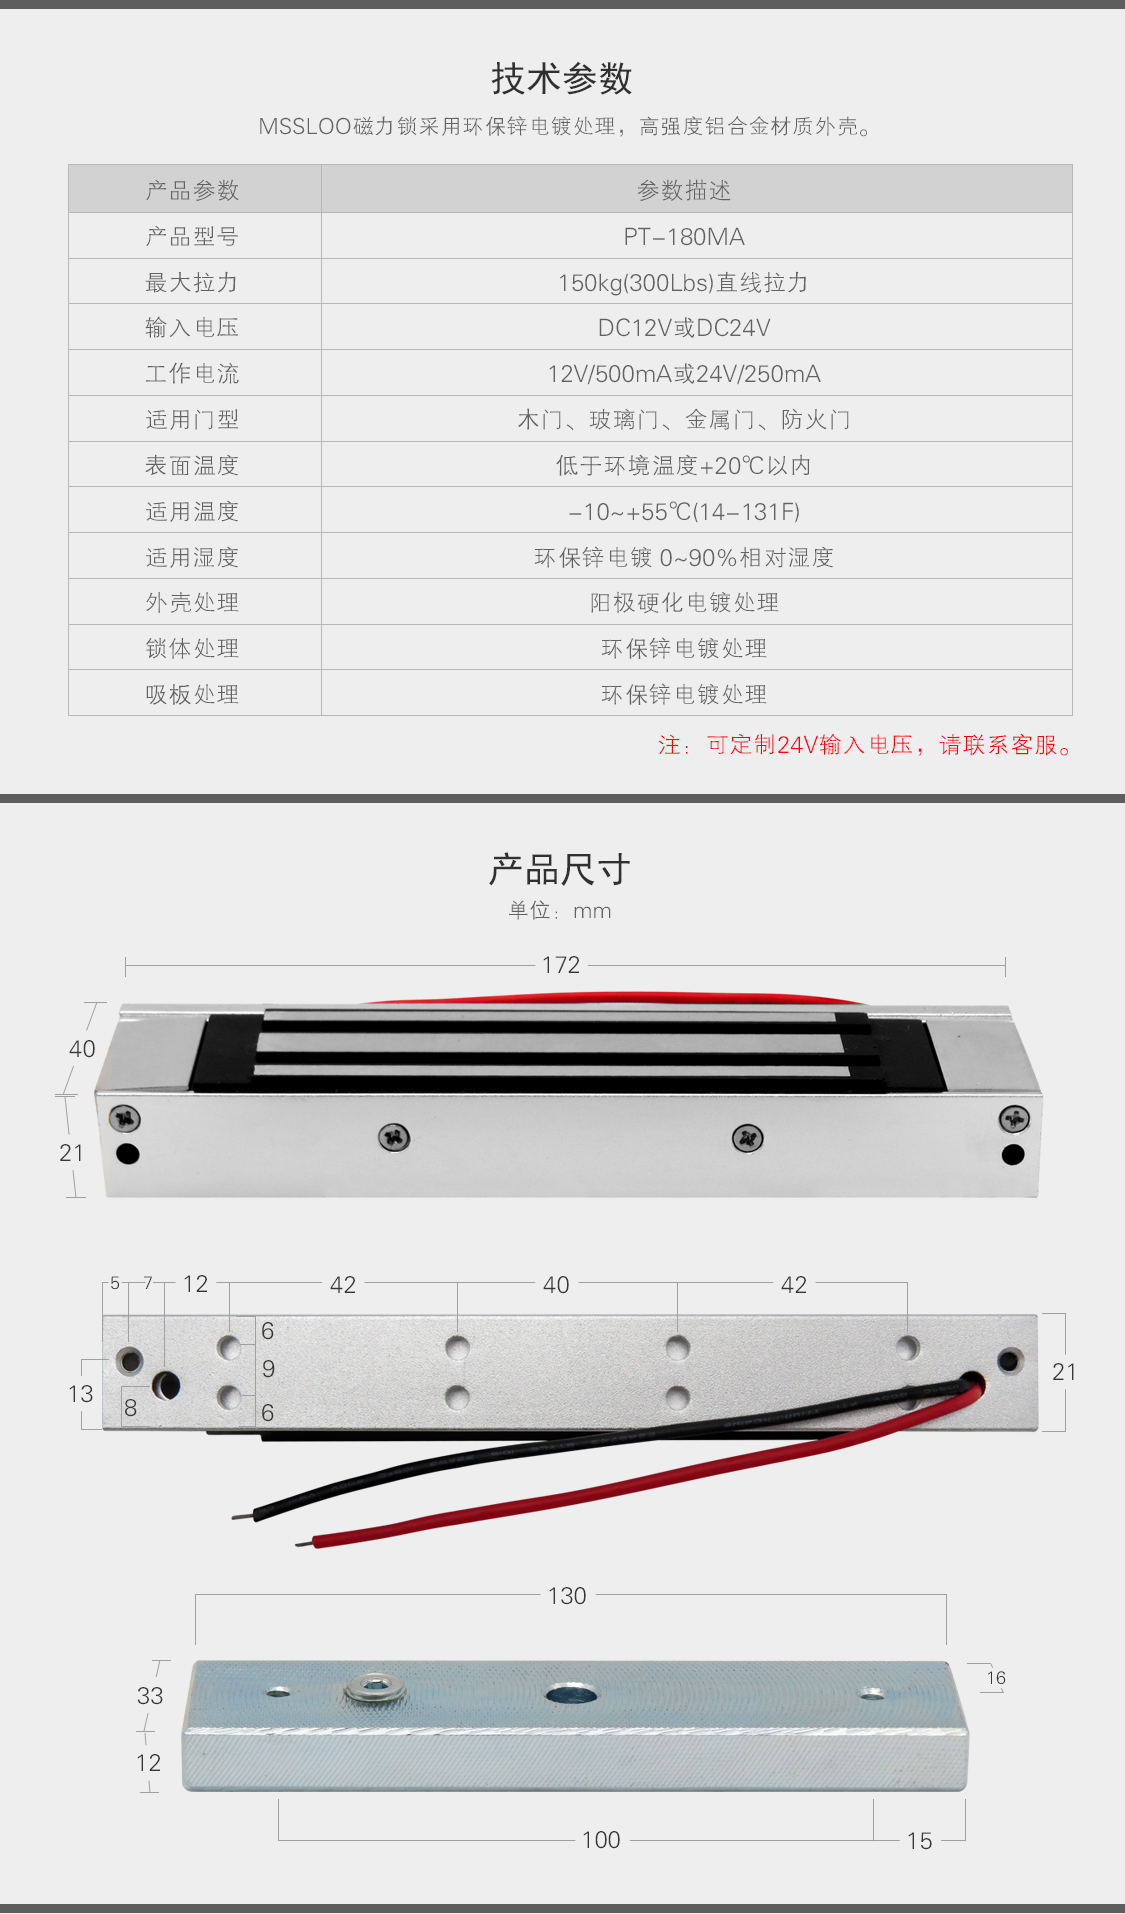 技术参数
MSSLOO磁力锁采用环保锌电镀处理，高强度铝合金材质外壳。
产品参数 参数描述
产品型号 PT-180MA
最大拉力 150kg(300Lbs)直线拉力
输入电压 DC12V或DC24V
工作电流 12V/500mA或24V/250mA
适用门型 木门、玻璃门、金属门、防火门
表面温度 低于环境温度+20℃以内
适用温度 -10~+55℃(14-131F)
适用湿度 环保锌电镀 0~90%相对湿度
外壳处理 阳极硬化电镀处理
锁体处理 环保锌电镀处理
吸板处理 环保锌电镀处理
注：可定制24V输入电压，请联系客服。
产品尺寸
单位：mm
172
40
21
5 7 12 42 40 42
6
9
6
13
8
21
130
33
16
12
100
15